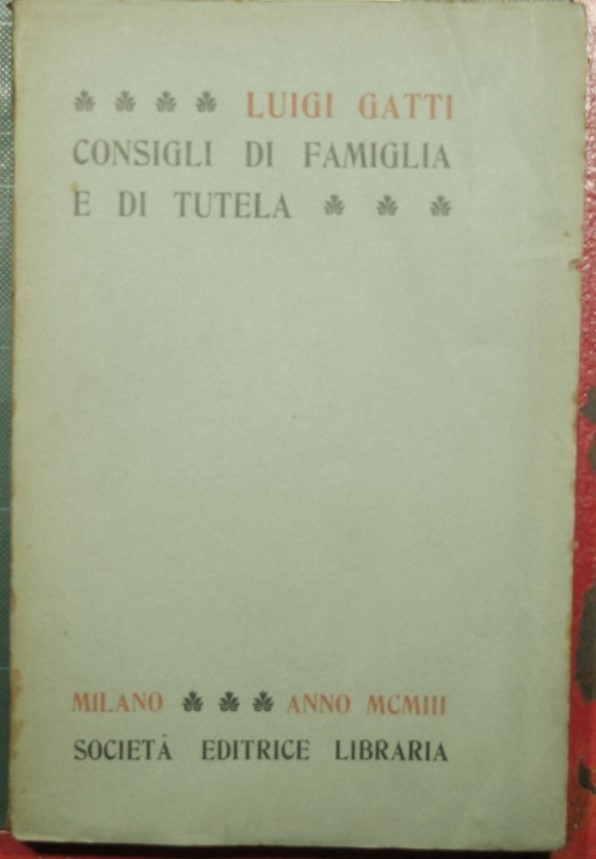 LUIGI GATTI
CONSIGLI DI FAMIGLIA
E DI TUTELA
MILANO ANNO MCMIII
SOCIETÀ EDITRICE LIBRARIA